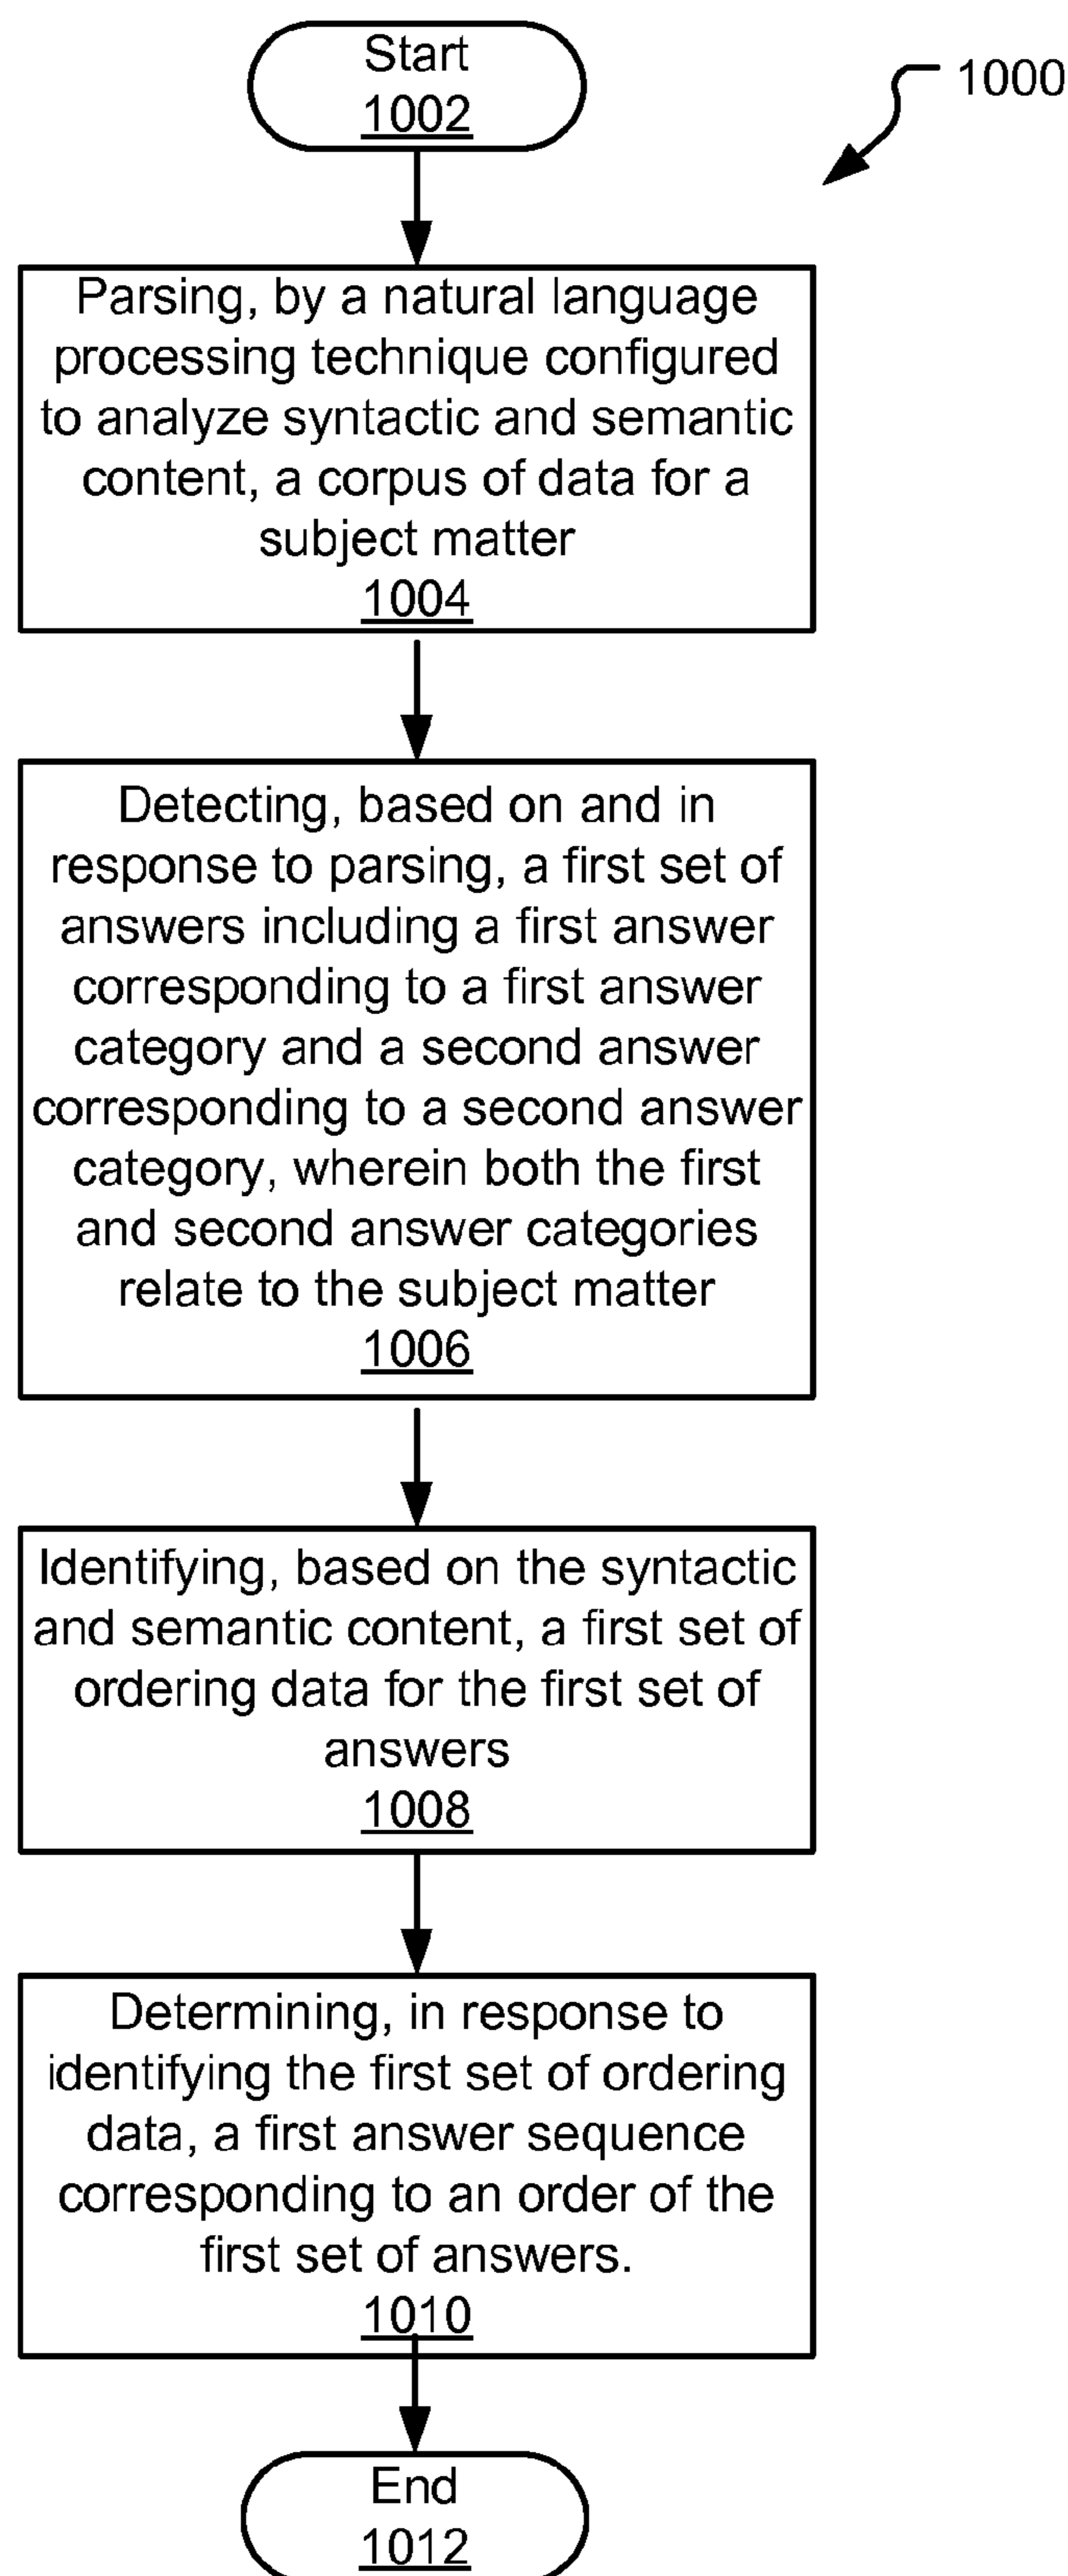 Start
1002
1000
Parsing, by a natural language
processing technique configured
to analyze syntactic and semantic
content, a corpus of data for a
subject matter
1004
Detecting, based on and in
response to parsing, a first set of
answers including a first answer
corresponding to a first answer
category and a second answer
corresponding to a second answer
category, wherein both the first
and second answer categories
relate to the subject matter
1006
Identifying, based on the syntactic
and semantic content, a first set of
ordering data for the first set of
answers
1008
Determining, in response to
identifying the first set of ordering
data, a first answer sequence
corresponding to an order of the
first set of answers.
1010
End
1012